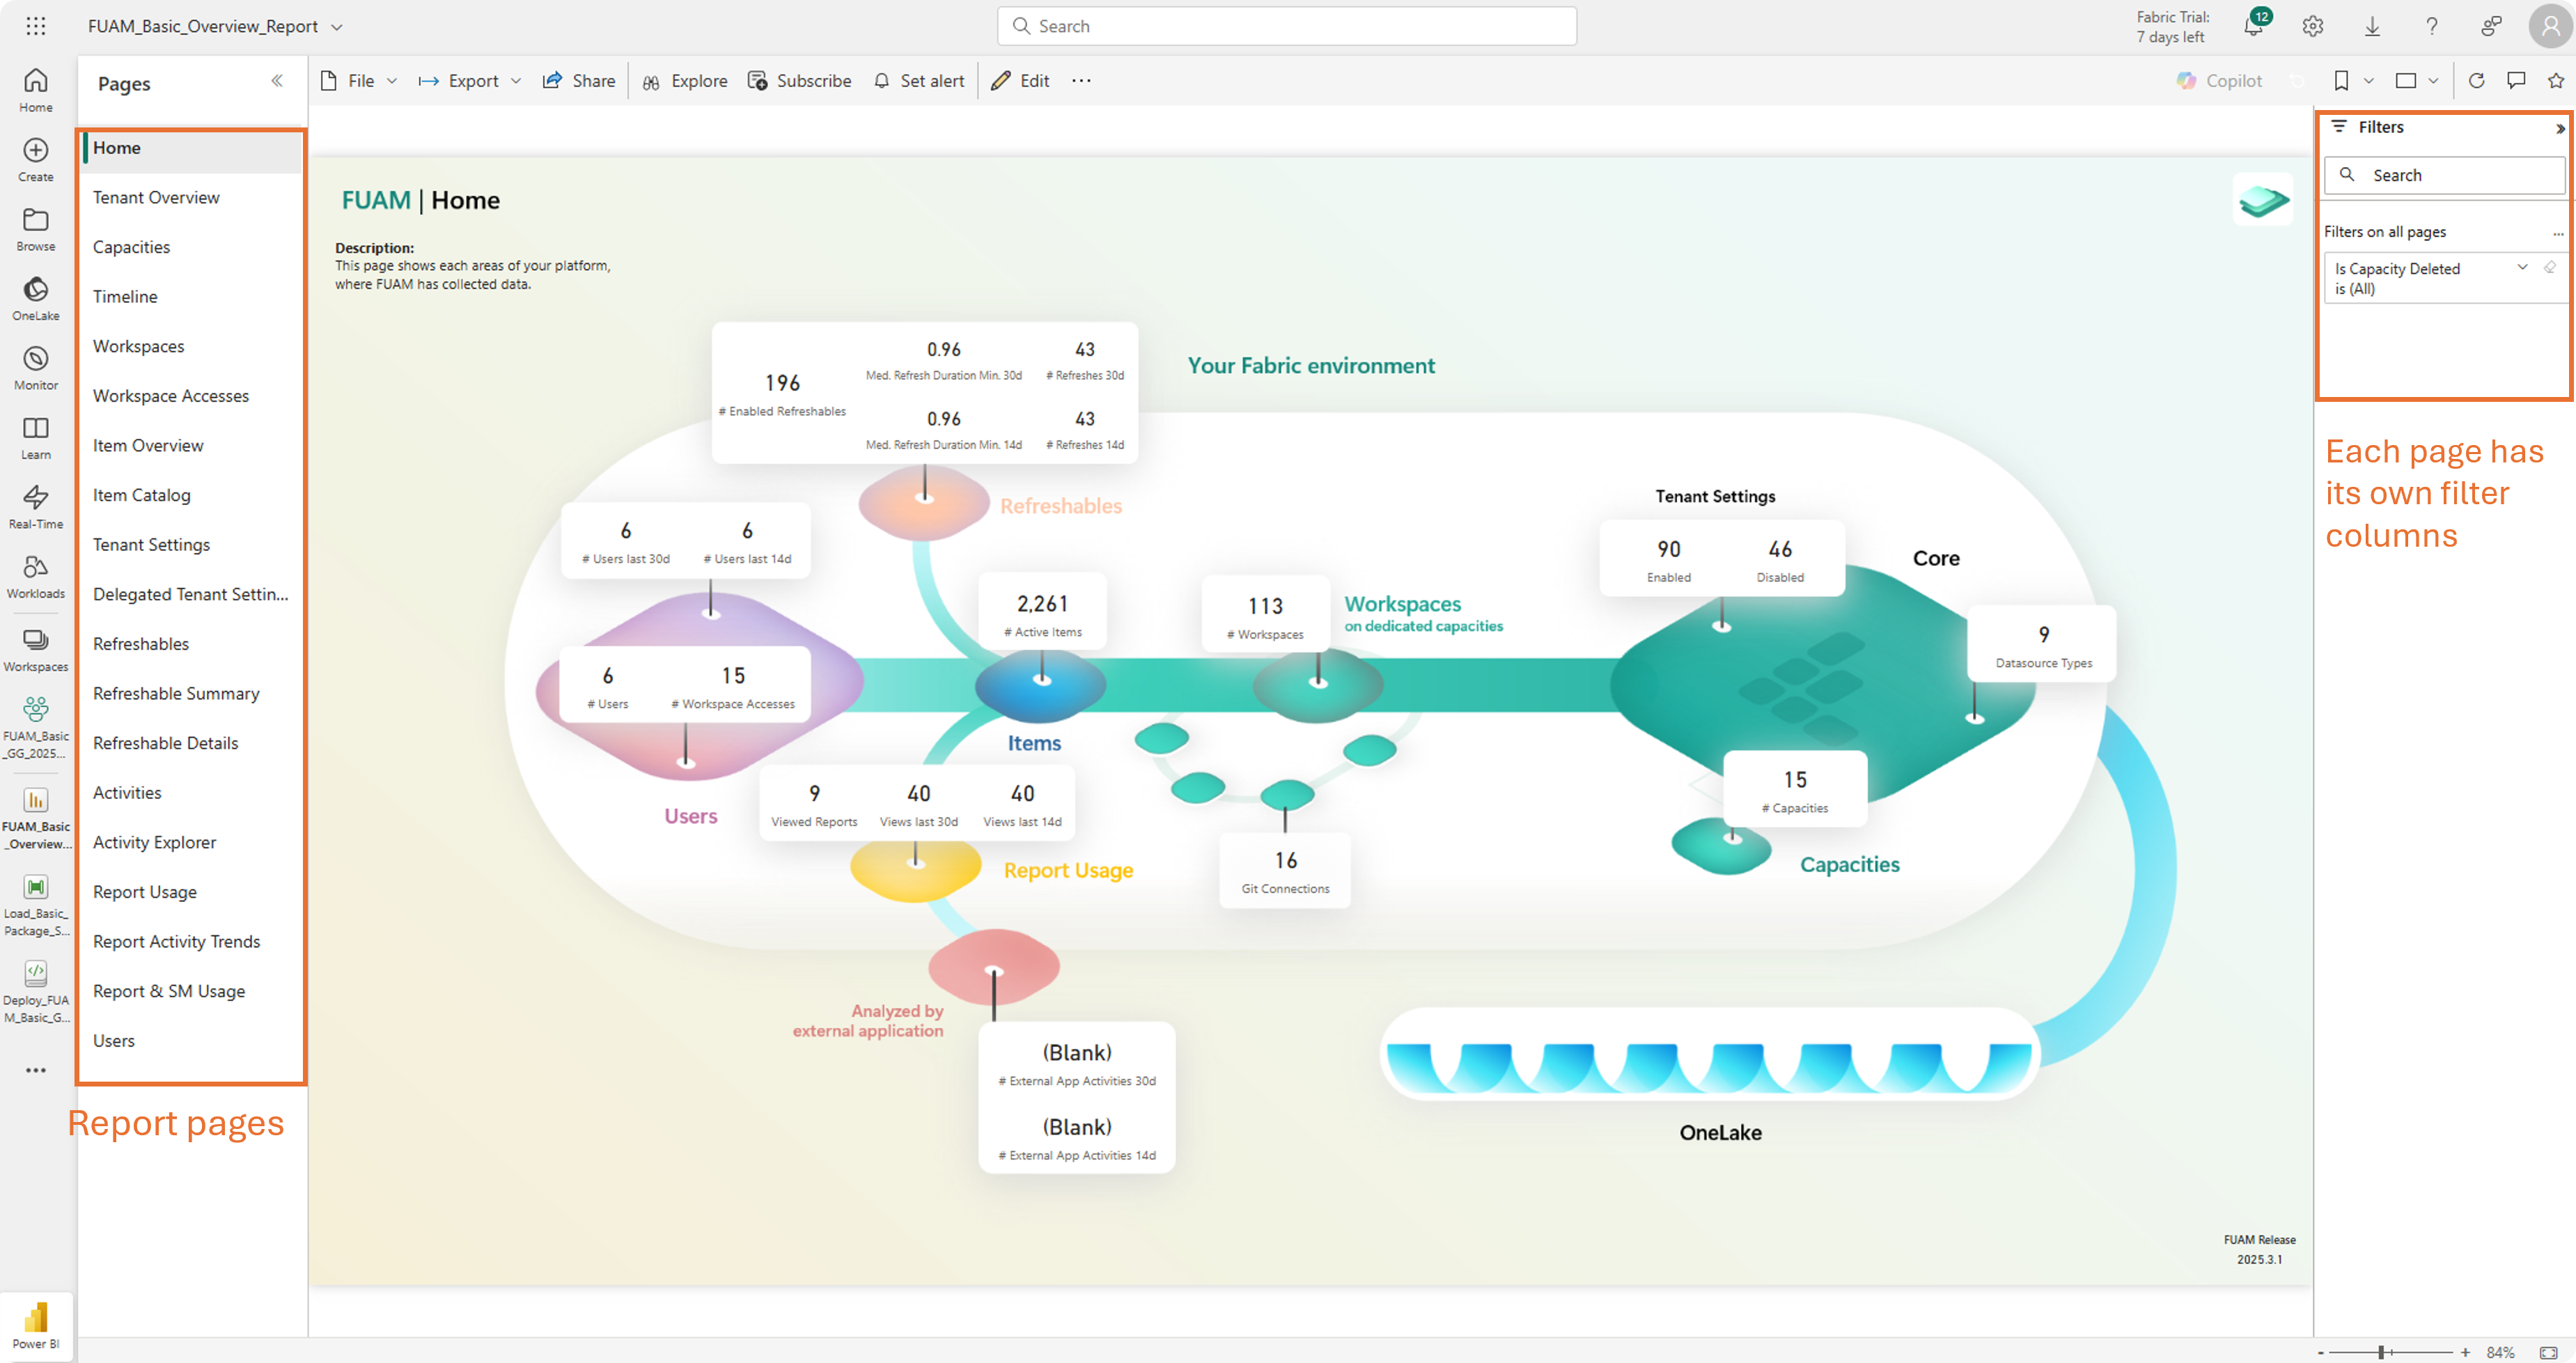 FUAM_Basic_Overview_Report
Search
Fabric Trial:
7 days left
12
Home
Create
Browse
OneLake
Monitor
Learn
Real-Time
Workloads
Workspaces
FUAM_Basic
_GG_2025...
FUAM_Basic
_Overview...
Load_Basic_
Package_S...
Deploy_FUA
M_Basic_G...
Power BI
Pages
Home
Tenant Overview
Capacities
Timeline
Workspaces
Workspace Accesses
Item Overview
Item Catalog
Tenant Settings
Delegated Tenant Settin...
Refreshables
Refreshable Summary
Refreshable Details
Activities
Activity Explorer
Report Usage
Report Activity Trends
Report & SM Usage
Users
Report pages
File
Export
Share
Explore
Subscribe
Set alert
Edit
Copilot
FUAM | Home
Description:
This page shows each areas of your platform,
where FUAM has collected data.
Your Fabric environment
196
# Enabled Refreshables
0.96
Med. Refresh Duration Min. 30d
43
# Refreshes 30d
0.96
Med. Refresh Duration Min. 14d
43
# Refreshes 14d
Refreshables
6
# Users last 30d
6
# Users last 14d
6
# Users
15
# Workspace Accesses
Users
2,261
# Active Items
Items
113
# Workspaces
Workspaces
on dedicated capacities
Tenant Settings
90
Enabled
46
Disabled
Core
9
Datasource Types
15
# Capacities
Capacities
9
Viewed Reports
40
Views last 30d
40
Views last 14d
Report Usage
16
Git Connections
Analyzed by
external application
(Blank)
# External App Activities 30d
(Blank)
# External App Activities 14d
OneLake
FUAM Release
2025.3.1
Filters
Search
Filters on all pages
Is Capacity Deleted
is (All)
Each page has
its own filter
columns
- + 84%